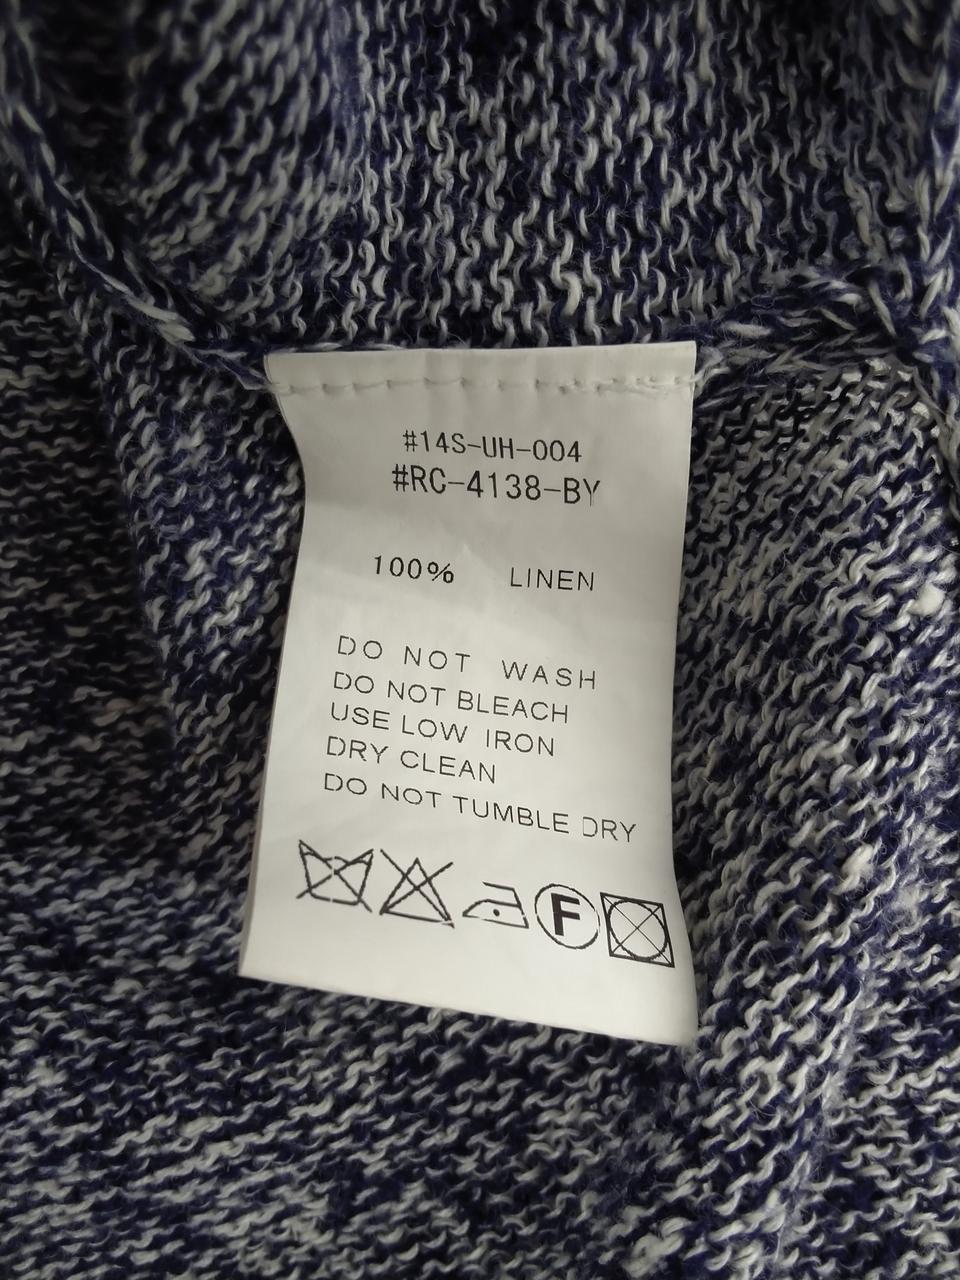 #14S-UH-004
#RC-4138-BY
100% LINEN
DO NOT WASH
DO NOT BLEACH
USE LOW IRON
DRY CLEAN
DO NOT TUMBLE DRY
F